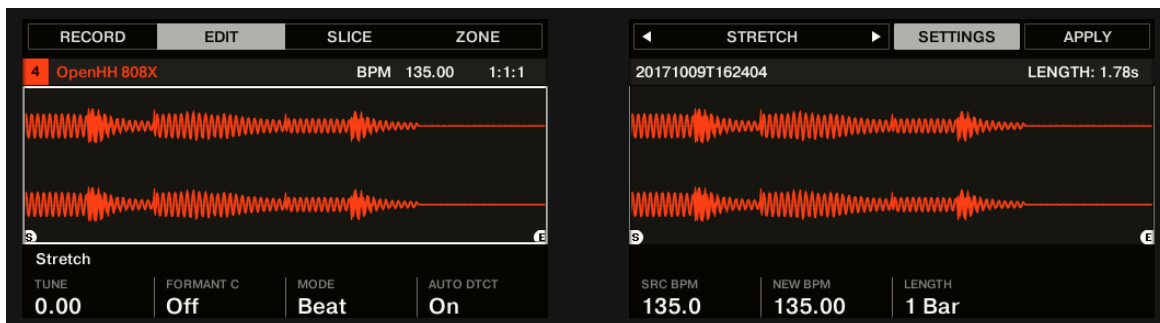 RECORD EDIT SLICE ZONE
4 OpenHH 808X BPM 135.00 1:1:1
S E
Stretch
TUNE FORMANT C MODE AUTO DTCT
0.00 Off Beat On
STRETCH SETTINGS APPLY
20171009T162404 LENGTH: 1.78s
S E
SRC BPM NEW BPM LENGTH
135.0 135.00 1 Bar